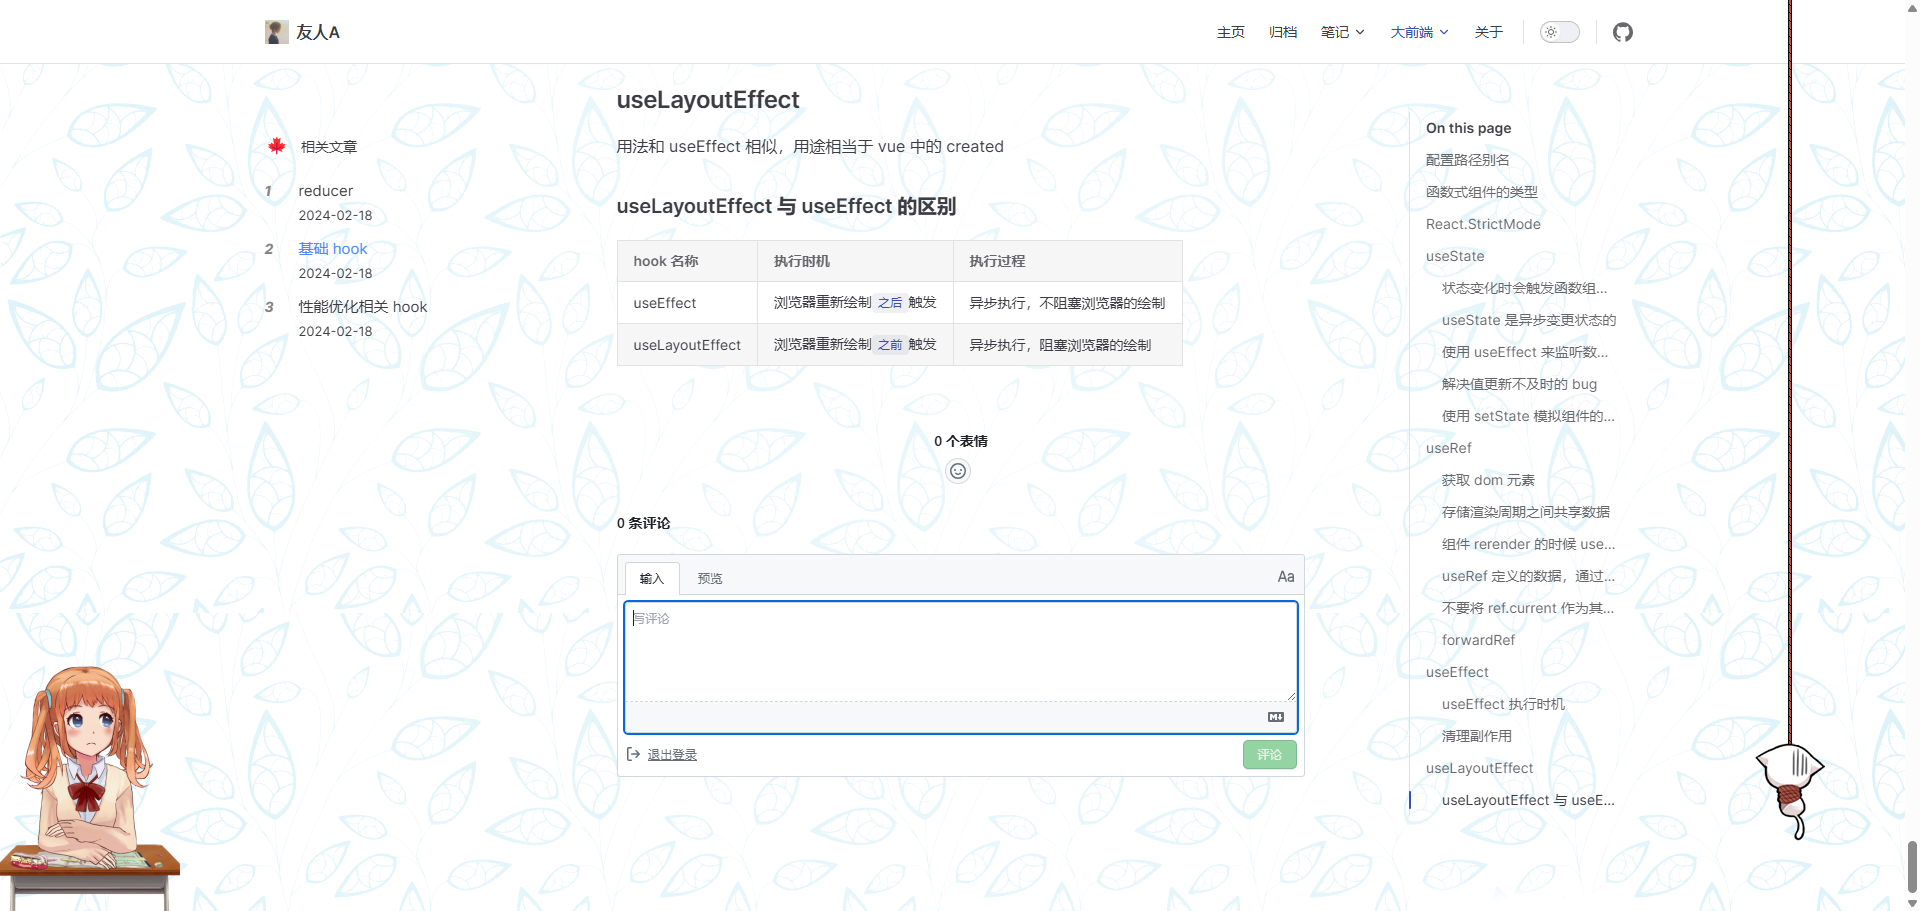 友人A
主页
归档
笔记
大前端
关于
相关文章
1 reducer
2024-02-18
2 基础 hook
2024-02-18
3 性能优化相关 hook
2024-02-18
useLayoutEffect
用法和 useEffect 相似，用途相当于 vue 中的 created
useLayoutEffect 与 useEffect 的区别
hook 名称 执行时机 执行过程
useEffect 浏览器重新绘制 之后 触发 异步执行，不阻塞浏览器的绘制
useLayoutEffect 浏览器重新绘制 之前 触发 异步执行，阻塞浏览器的绘制
0 个表情
0 条评论
输入 预览 Aa
写评论
退出登录
评论
On this page
配置路径别名
函数式组件的类型
React.StrictMode
useState
状态变化时会触发函数组...
useState 是异步变更状态的
使用 useEffect 来监听数...
解决值更新不及时的 bug
使用 setState 模拟组件的...
useRef
获取 dom 元素
存储渲染周期之间共享数据
组件 rerender 的时候 use...
useRef 定义的数据，通过...
不要将 ref.current 作为其...
forwardRef
useEffect
useEffect 执行时机
清理副作用
useLayoutEffect
useLayoutEffect 与 useE...